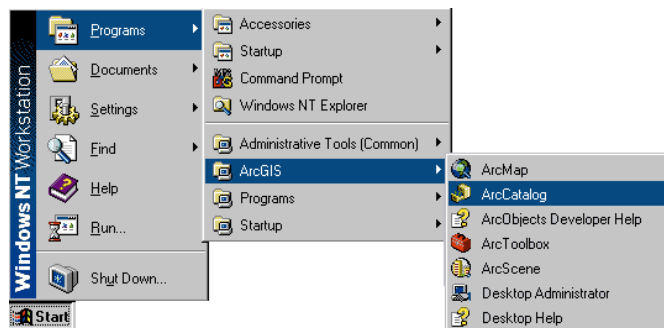 Windows NT Workstation
Programs
Documents
Settings
Find
Help
Run...
Shut Down...
Start
Accessories
Startup
Command Prompt
Windows NT Explorer
Administrative Tools (Common)
ArcGIS
Programs
Startup
ArcMap
ArcCatalog
ArcObjects Developer Help
ArcToolbox
ArcScene
Desktop Administrator
Desktop Help